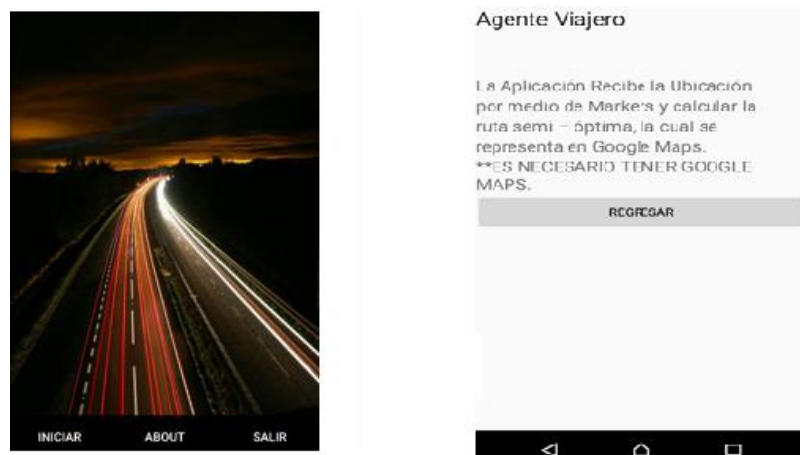 INICIAR ABOUT SALIR
Agente Viajero
La Aplicación Recibe la Ubicación
por medio de Markers y calcular la
ruta semi – óptima, la cual se
representa en Google Maps.
**ES NECESARIO TENER GOOGLE
MAPS.
REGRESAR